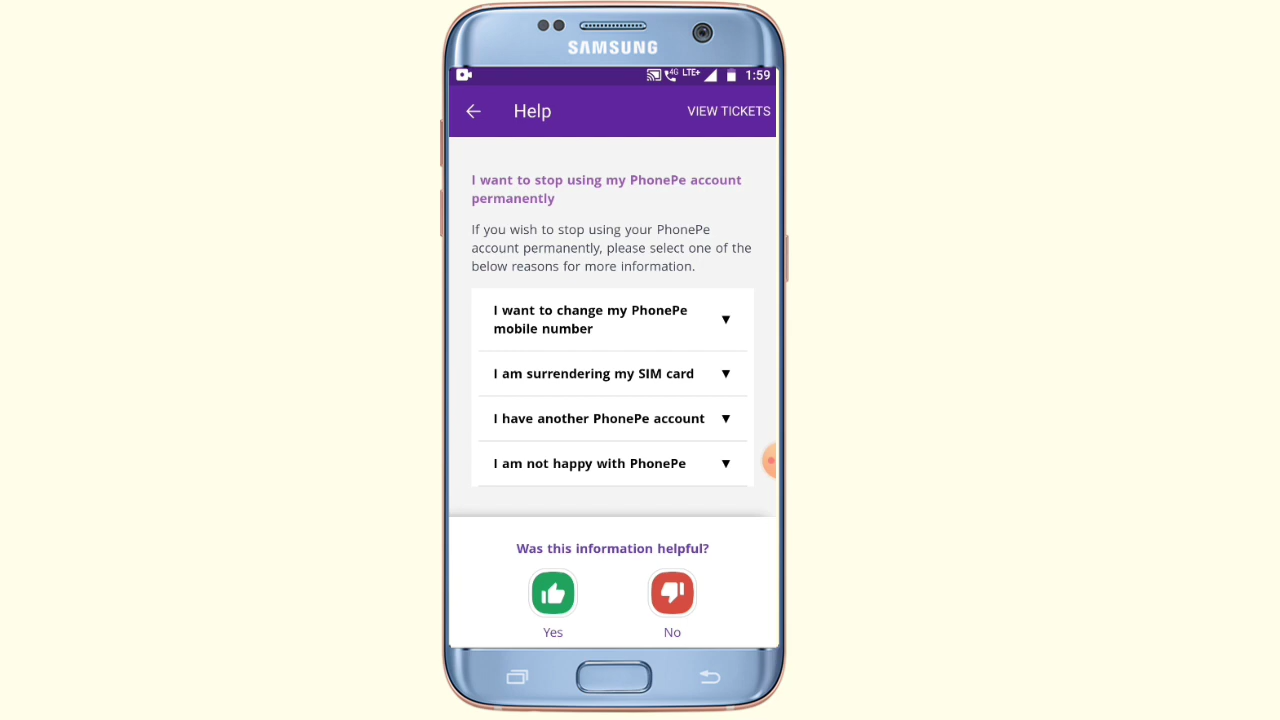 SAMSUNG
4G LTE+ 1:59
Help VIEW TICKETS
I want to stop using my PhonePe account
permanently
If you wish to stop using your PhonePe
account permanently, please select one of the
below reasons for more information.
I want to change my PhonePe
mobile number
I am surrendering my SIM card
I have another PhonePe account
I am not happy with PhonePe
Was this information helpful?
Yes No